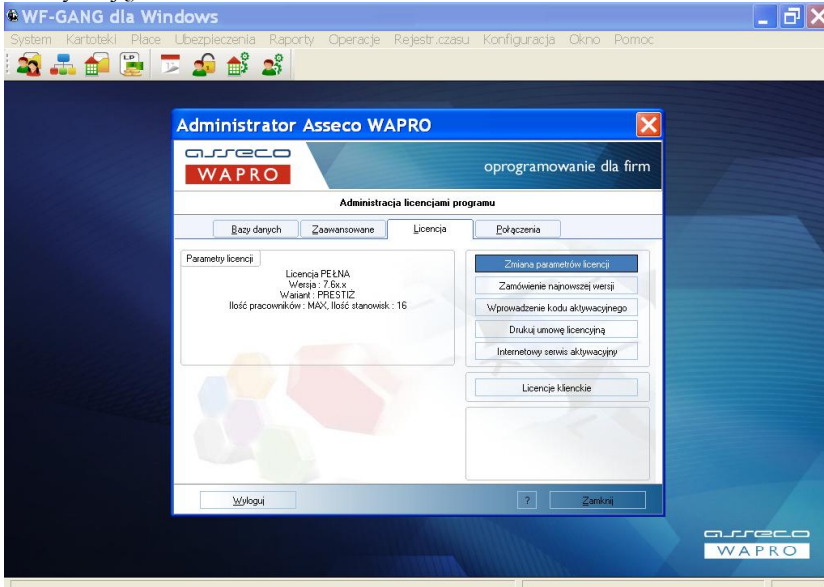 WF-GANG dla Windows
System Kartoteki Płace Ubezpieczenia Raporty Operacje Rejestr.czasu Konfiguracja Okno Pomoc
Administrator Asseco WAPRO
asseco
WAPRO
oprogramowanie dla firm
Administracja licencjami programu
Bazy danych Zaawansowane Licencja Połączenia
Parametry licencji
Licencja PEŁNA
Wersja : 7.6x.x
Wariant : PRESTIŻ
Ilość pracowników : MAX, Ilość stanowisk : 16
Zmiana parametrów licencji
Zamówienie najnowszej wersji
Wprowadzenie kodu aktywacyjnego
Drukuj umowę licencyjną
Internetowy serwis aktywacyjny
Licencje klienckie
Wyloguj ? Zamknij
asseco
WAPRO